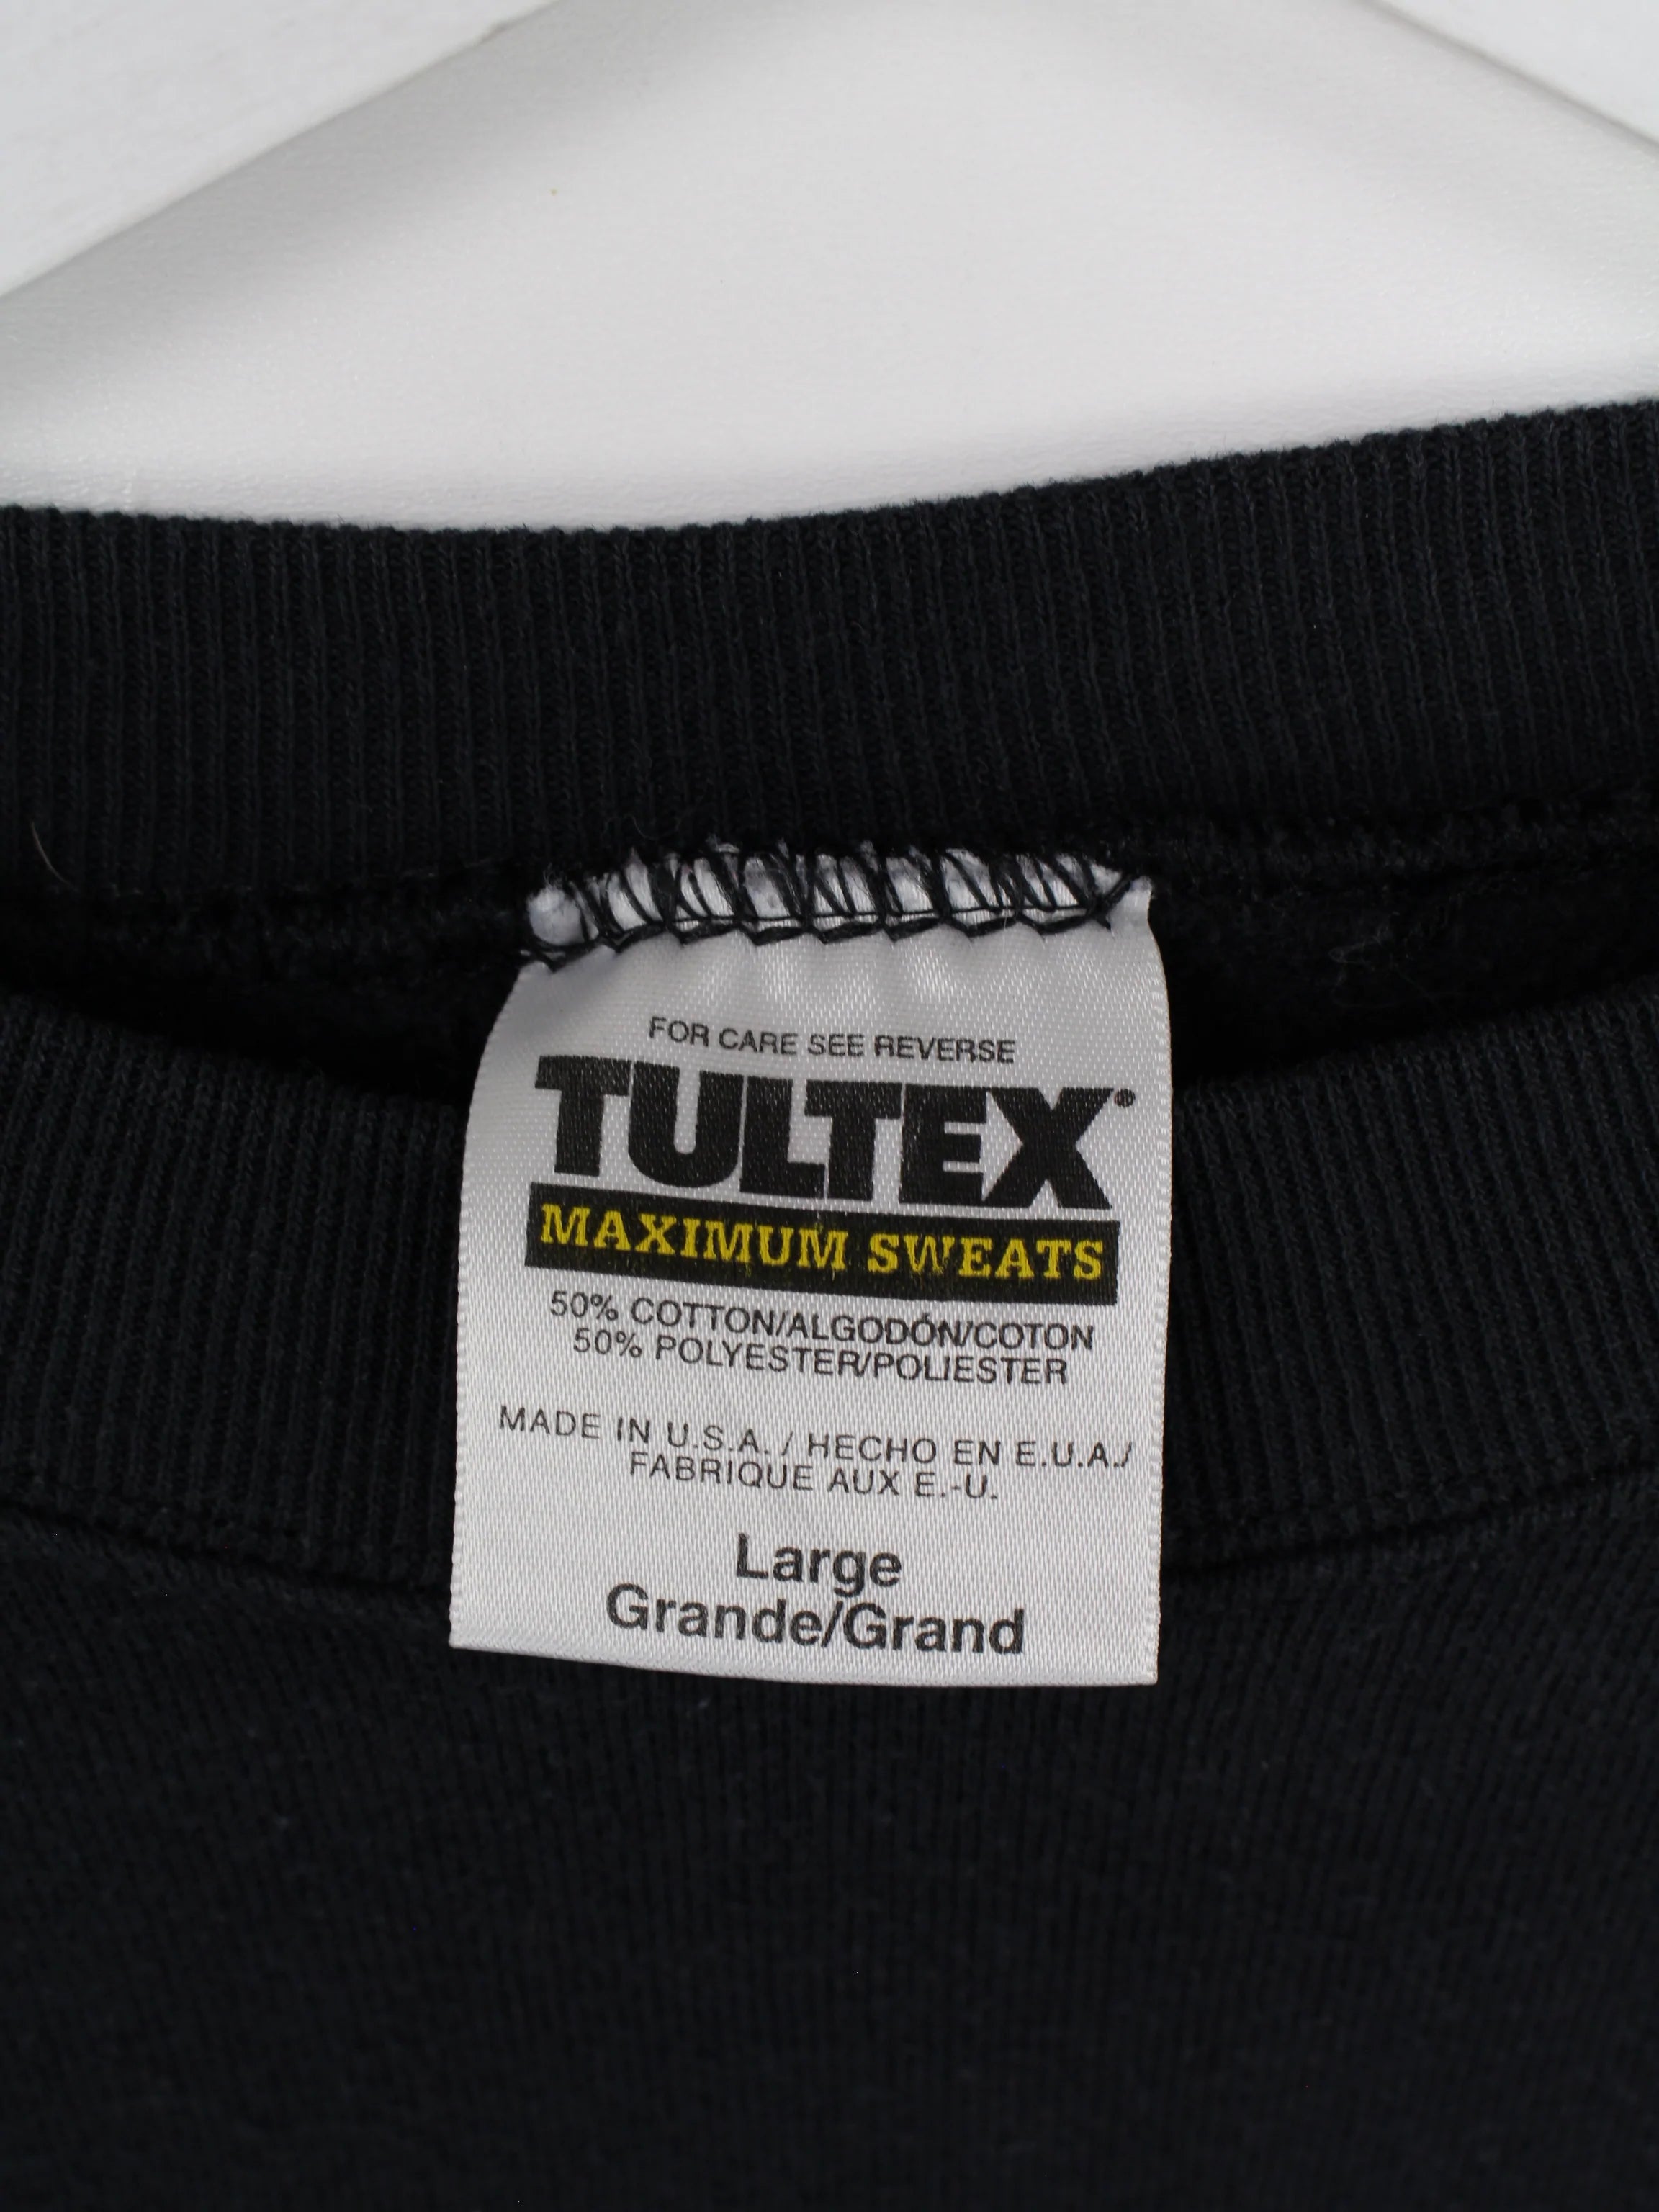 FOR CARE SEE REVERSE
TULTEX®
MAXIMUM SWEATS
50% COTTON/ALGODÓN/COTON
50% POLYESTER/POLIESTER
MADE IN U.S.A. / HECHO EN E.U.A./
FABRIQUE AUX E.-U.
Large
Grande/Grand